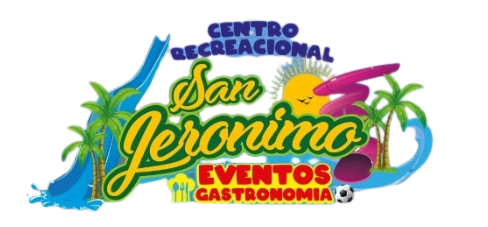 CENTRO
RECREACIONAL
San
Jeronimo
EVENTOS
GASTRONOMIA